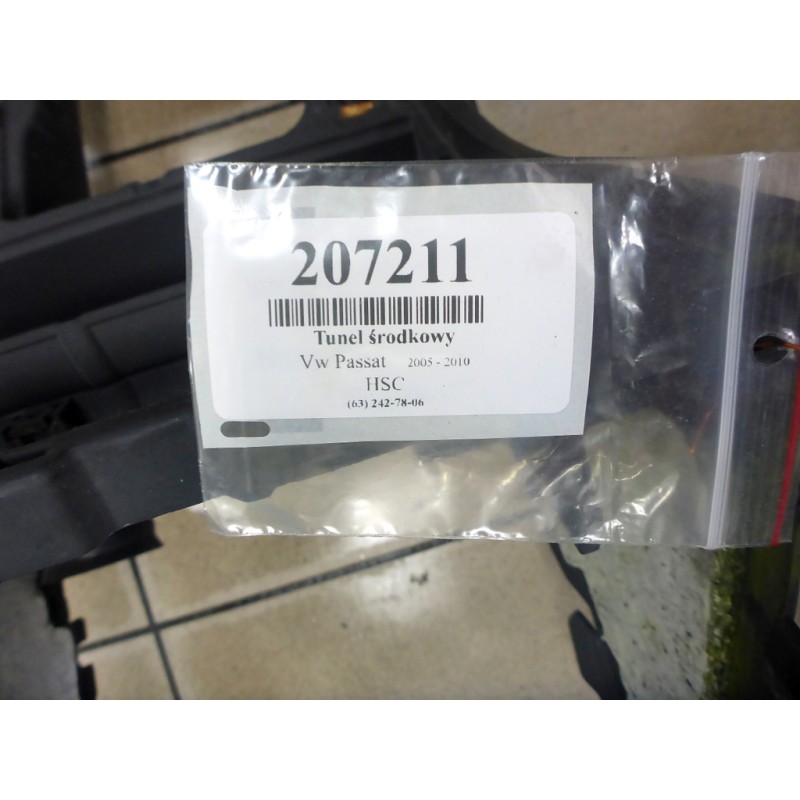 207211
Tunel środkowy
Vw Passat 2005 - 2010
HSC
(63) 242-78-06